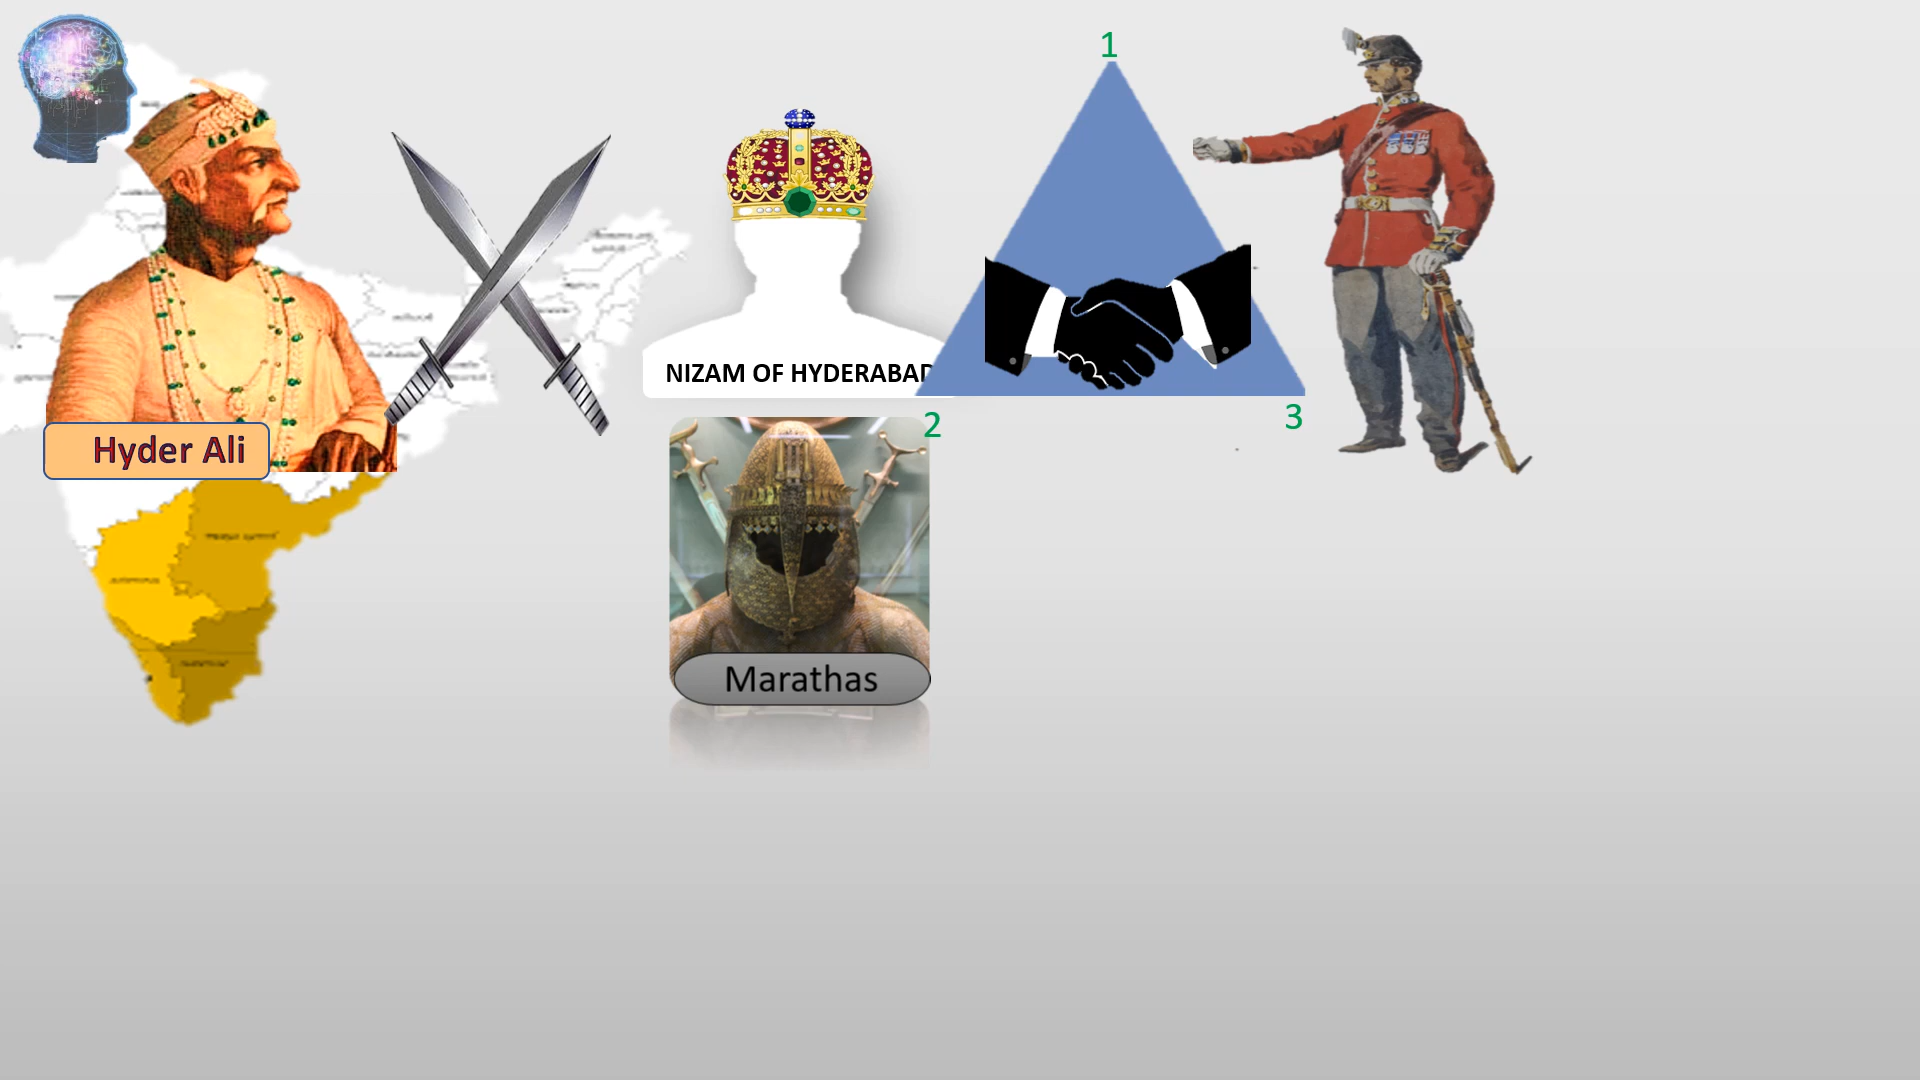 1
NIZAM OF HYDERABAD
2
3
Hyder Ali
Marathas